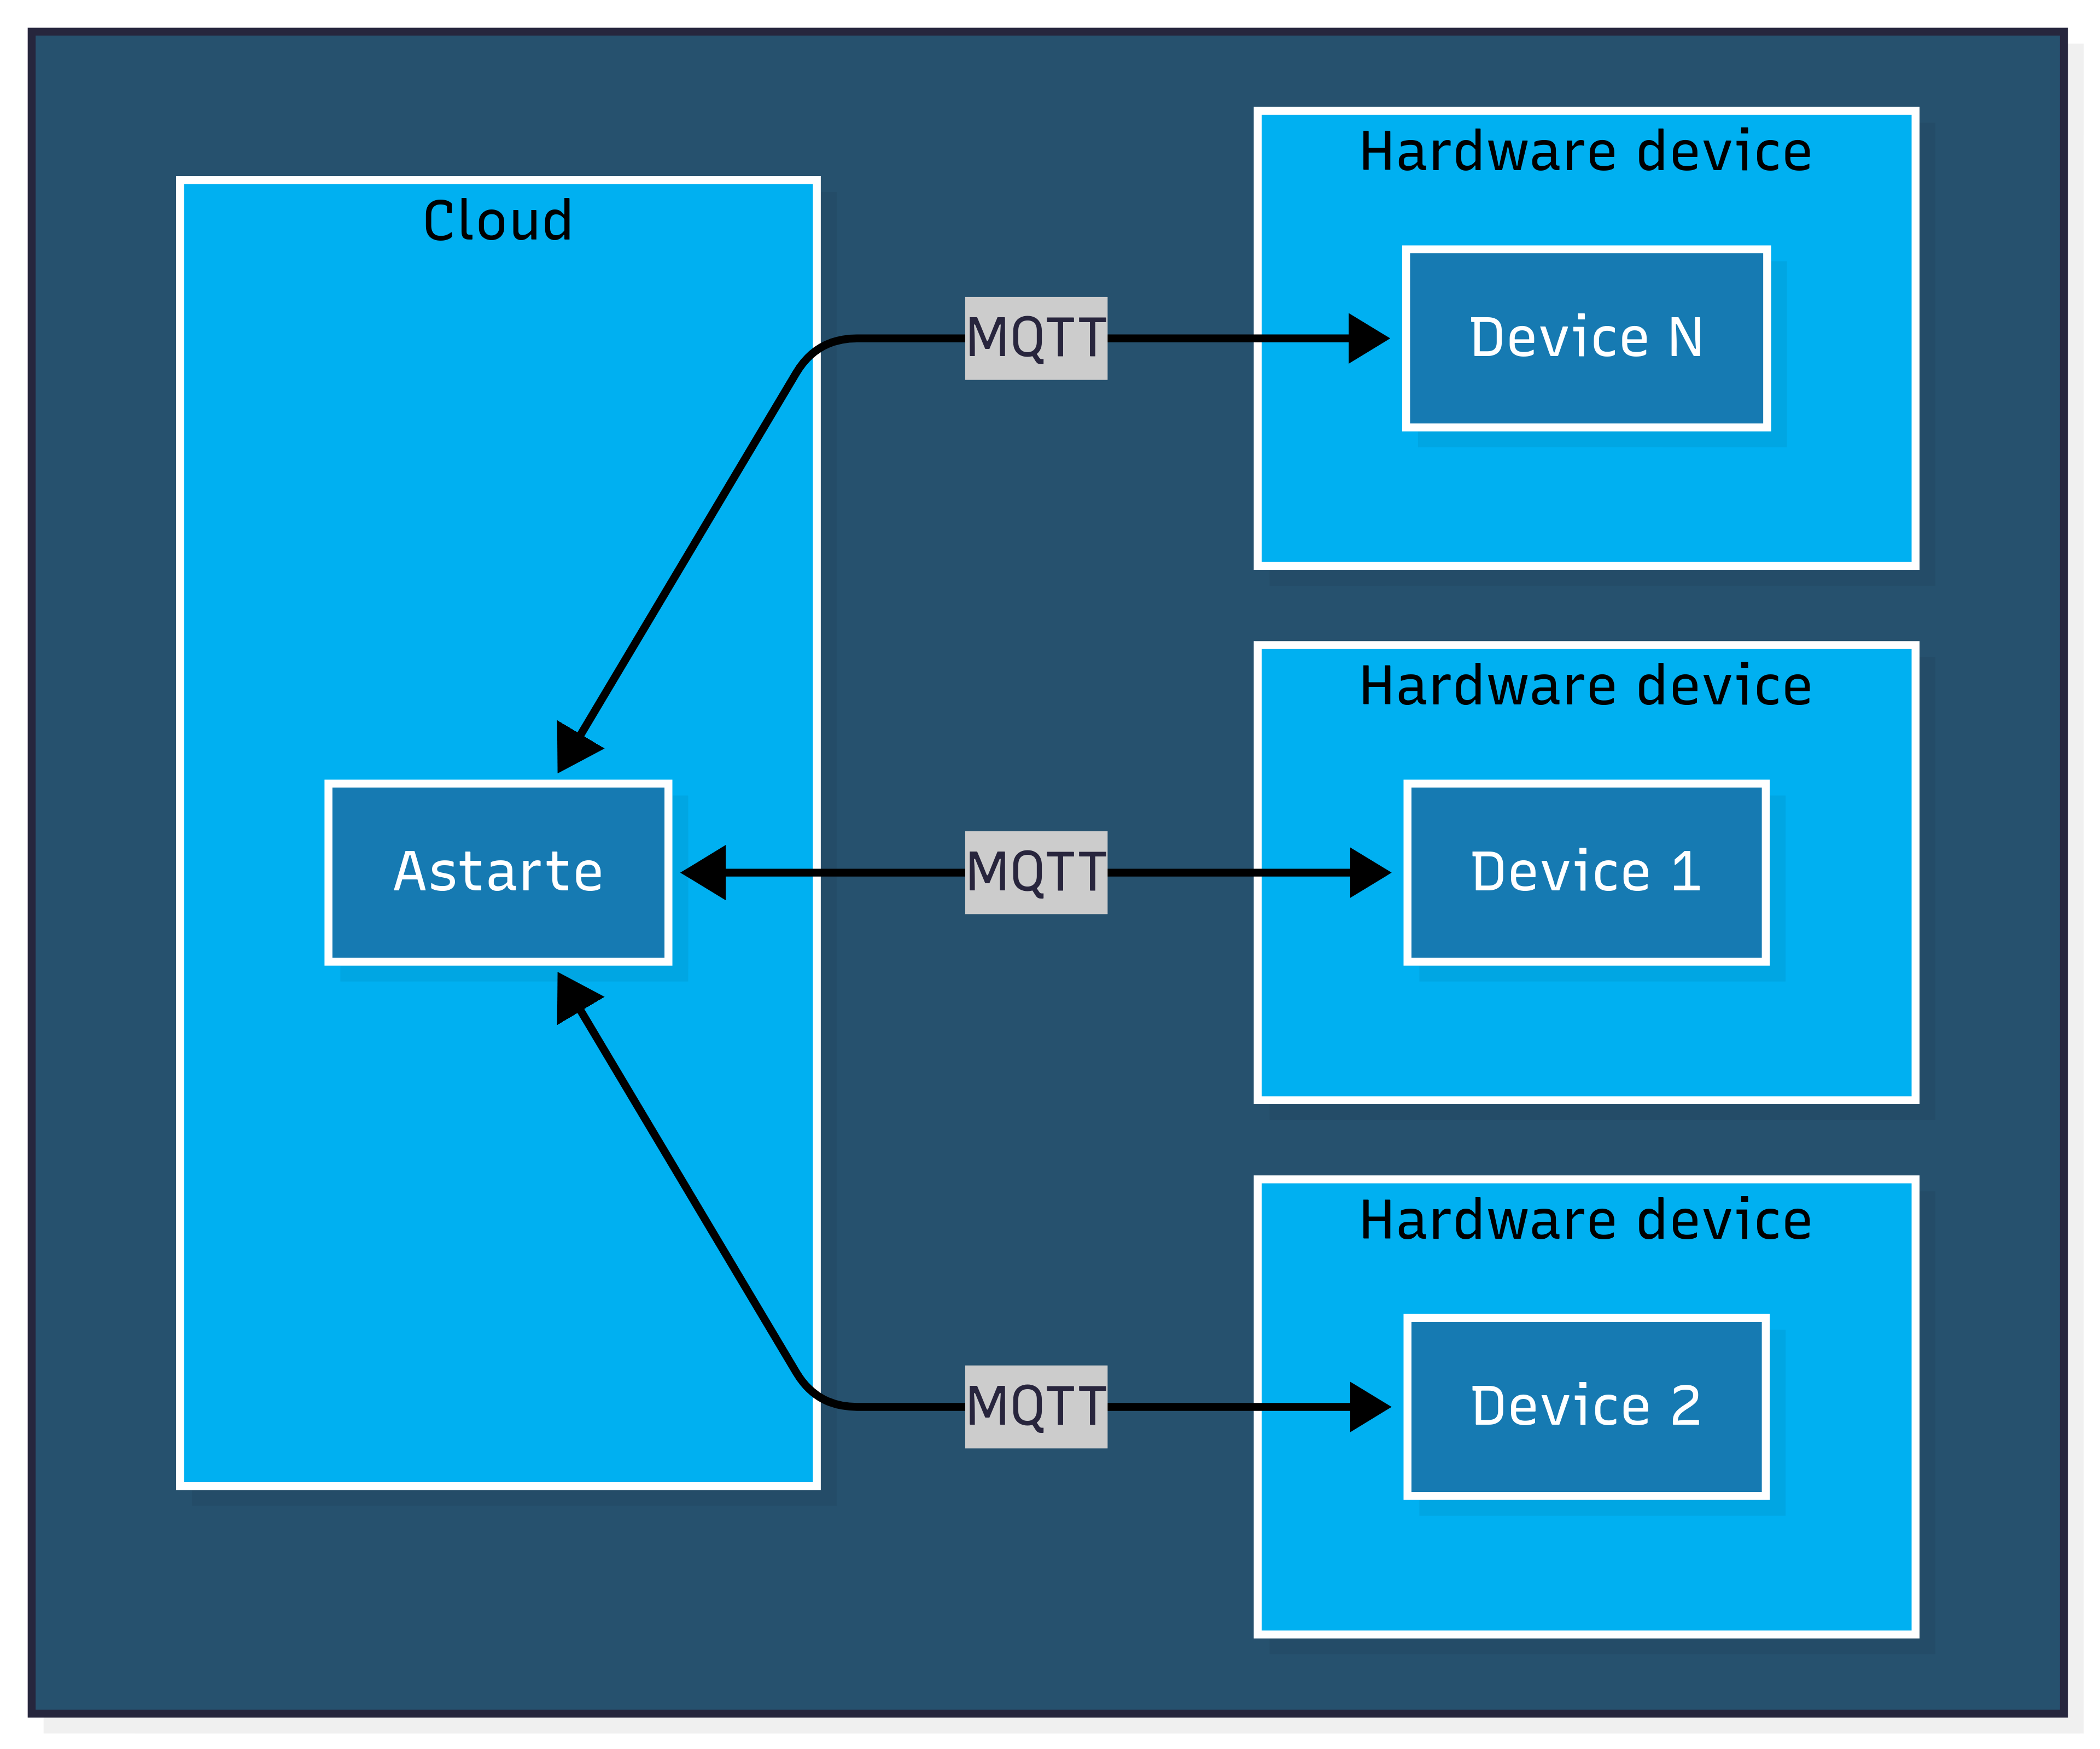 Cloud
Astarte
MQTT
Hardware device
Device N
MQTT
Hardware device
Device 1
MQTT
Hardware device
Device 2